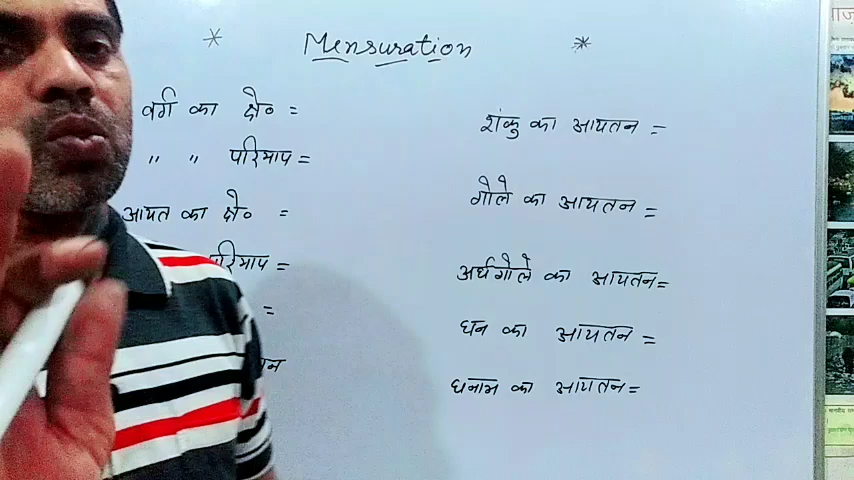 * Mensuration *
वर्ग का क्षे० =
" " परिमाप =
आयत का क्षे० =
परिमाप =
=
शंकु का आयतन =
गोले का आयतन =
अर्धगोले का आयतन=
घन का आयतन =
घनाभ का आयतन=